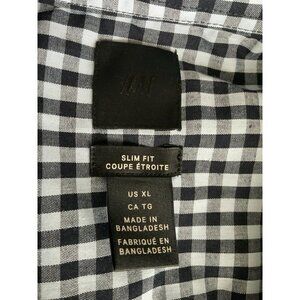 H&M
SLIM FIT
COUPE ÉTROITE
US XL
CA TG
MADE IN
BANGLADESH
FABRIQUÉ EN
BANGLADESH